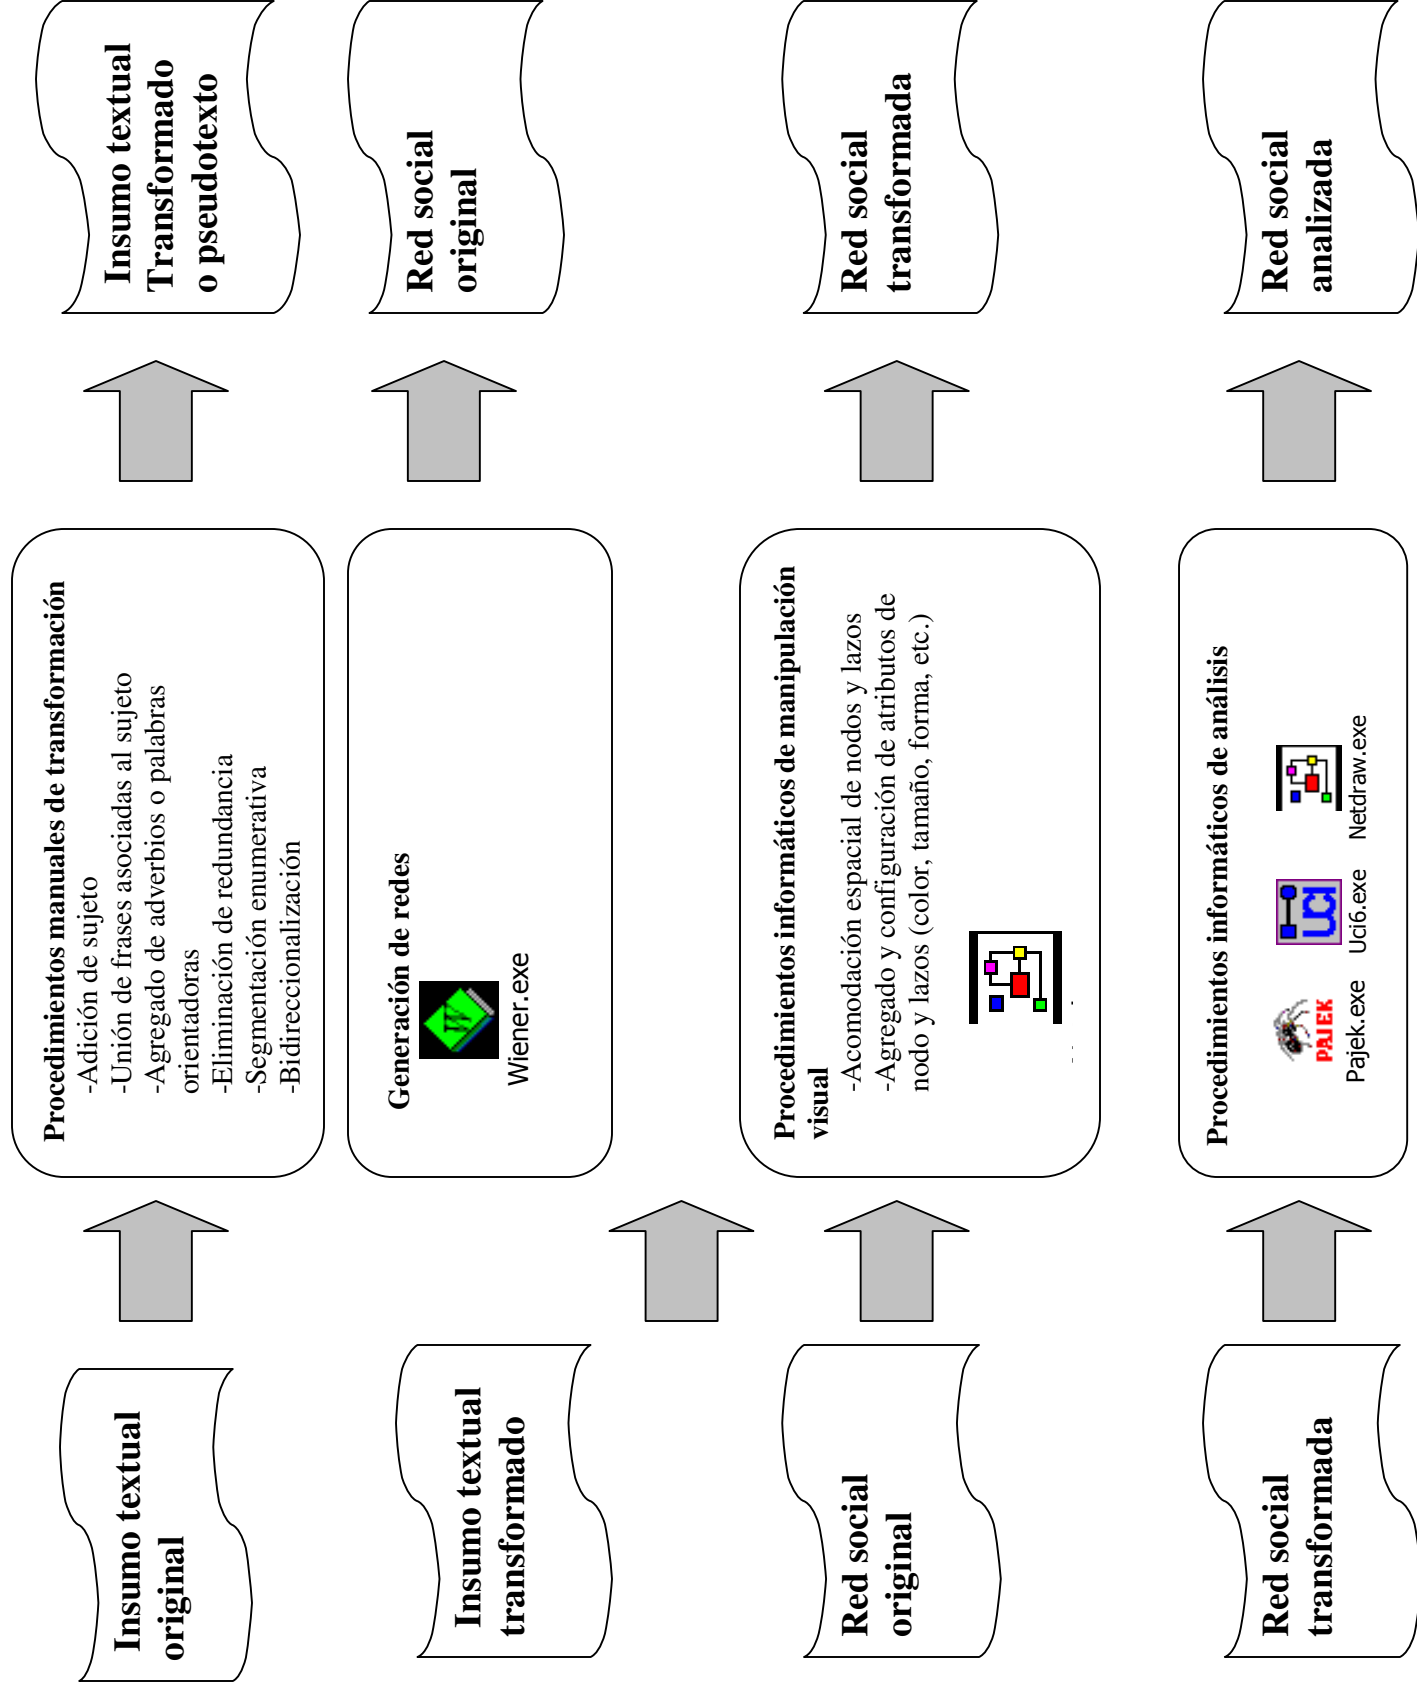 Insumo textual
original
Procedimientos manuales de transformación
-Adición de sujeto
-Unión de frases asociadas al sujeto
-Agregado de adverbios o palabras
orientadoras
-Eliminación de redundancia
-Segmentación enumerativa
-Bidireccionalización
Insumo textual
Transformado
o pseudotexto
Insumo textual
transformado
Generación de redes
W
Wiener.exe
Red social
original
Red social
original
Procedimientos informáticos de manipulación
visual
-Acomodación espacial de nodos y lazos
-Agregado y configuración de atributos de
nodo y lazos (color, tamaño, forma, etc.)
Red social
transformada
Red social
transformada
Procedimientos informáticos de análisis
PAJEK
Pajek.exe
UCI
Uci6.exe
Netdraw.exe
Red social
analizada